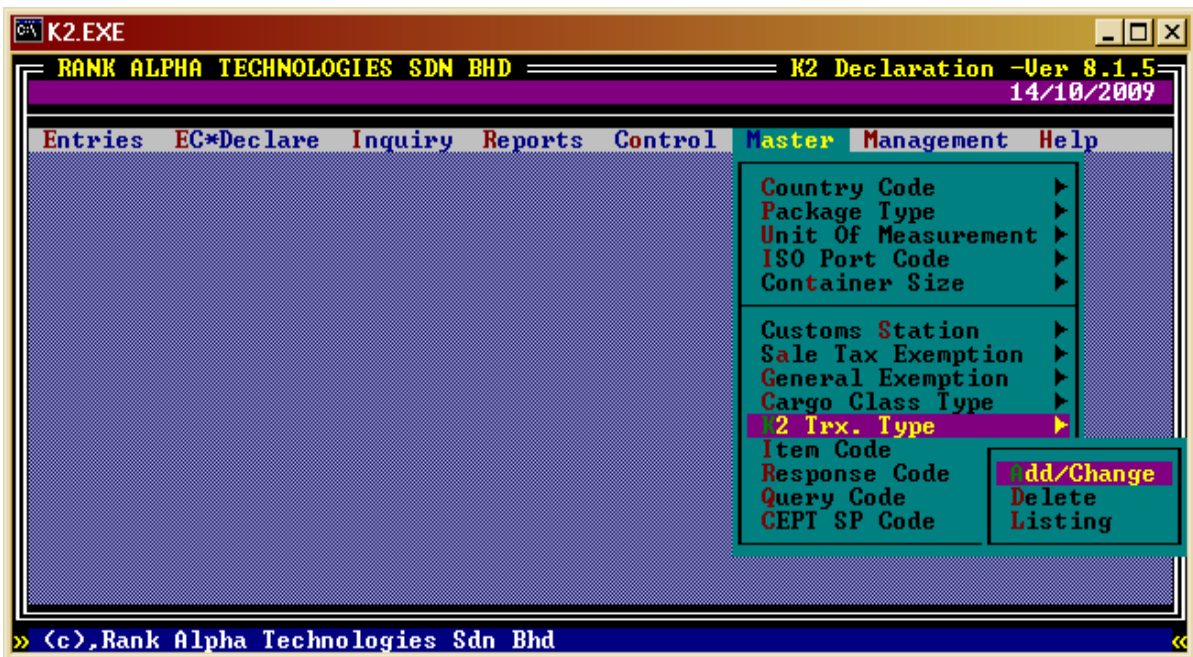 K2.EXE
RANK ALPHA TECHNOLOGIES SDN BHD K2 Declaration -Ver 8.1.5
14/10/2009
Entries EC*Declare Inquiry Reports Control Master Management Help
Country Code
Package Type
Unit Of Measurement
ISO Port Code
Container Size
Customs Station
Sale Tax Exemption
General Exemption
Cargo Class Type
K2 Trx. Type
Item Code
Response Code
Query Code
CEPT SP Code
Add/Change
Delete
Listing
» (c),Rank Alpha Technologies Sdn Bhd «